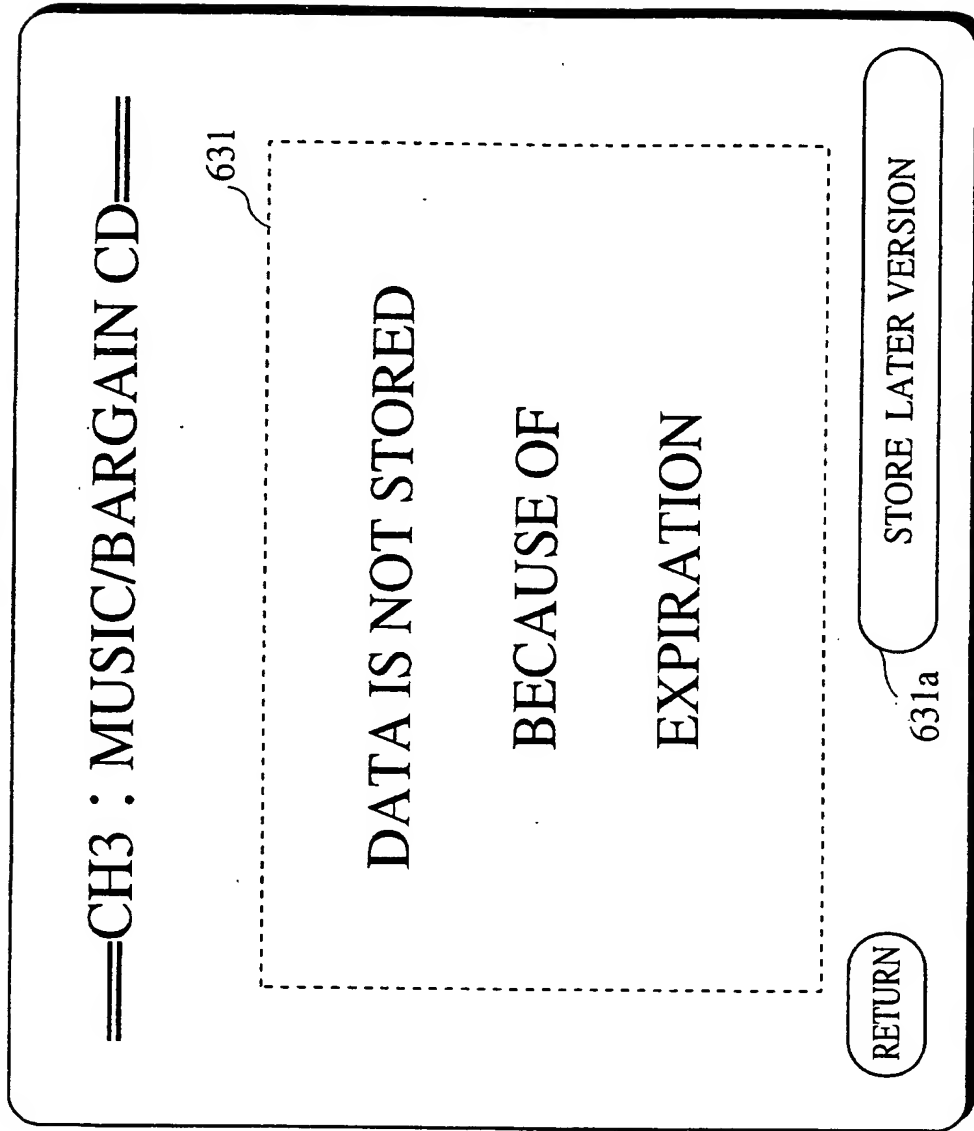 CH3 : MUSIC/BARGAIN CD
631
DATA IS NOT STORED
BECAUSE OF
EXPIRATION
RETURN
631a
STORE LATER VERSION